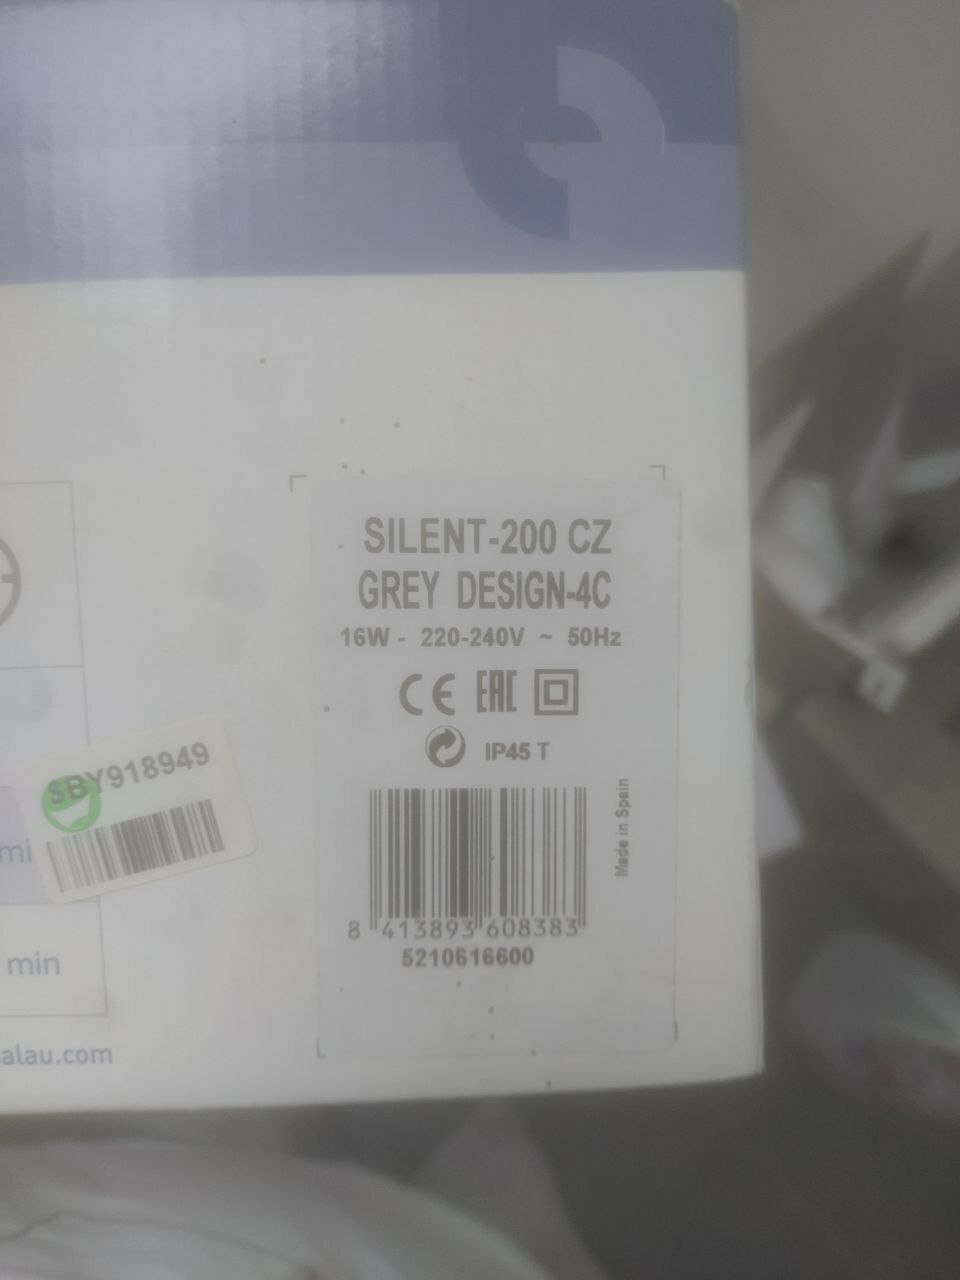 SILENT-200 CZ
GREY DESIGN-4C
16W - 220-240V ~ 50Hz
CE EAC
IP45 T
Made in Spain
8 413893 608383
5210616600
SBY918949
mi
min
alau.com